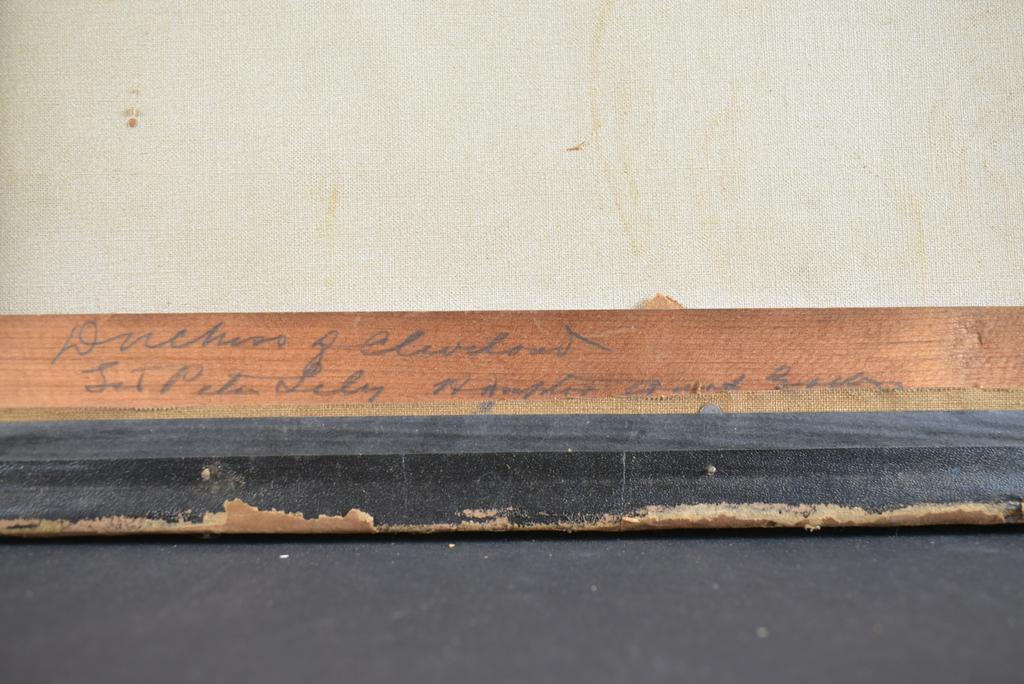 Duchess of Cleveland
Sir Peter Lely Hampton Court Gallery